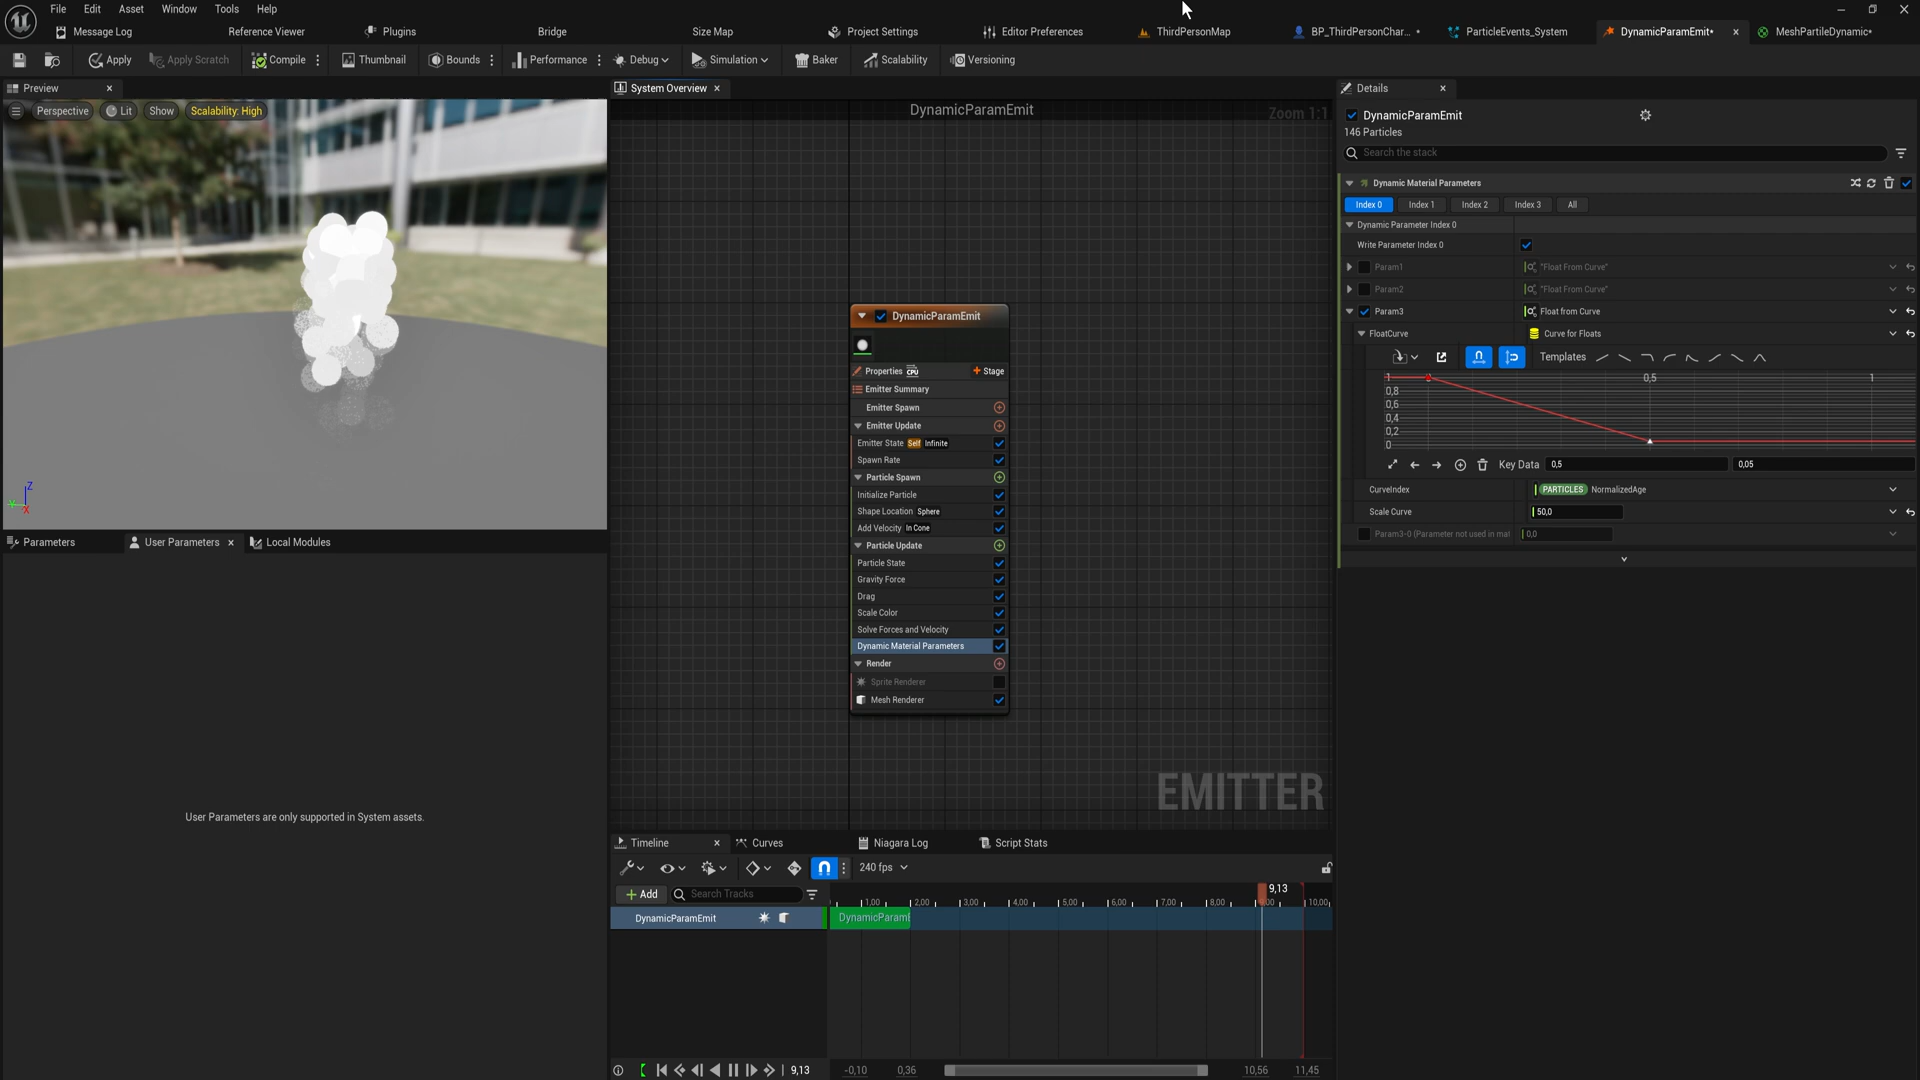 File Edit Asset Window Tools Help
Message Log Reference Viewer Plugins Bridge Size Map Project Settings Editor Preferences ThirdPersonMap BP_ThirdPersonChar... * ParticleEvents_System DynamicParamEmit* MeshPartileDynamic*
Apply Apply Scratch Compile Thumbnail Bounds Performance Debug Simulation Baker Scalability Versioning
Preview
Perspective Lit Show Scalability: High
Z
X
Parameters User Parameters Local Modules
User Parameters are only supported in System assets.
System Overview
DynamicParamEmit
Zoom 1:1
DynamicParamEmit
Properties CPU + Stage
Emitter Summary
Emitter Spawn
Emitter Update
Emitter State Self Infinite
Spawn Rate
Particle Spawn
Initialize Particle
Shape Location Sphere
Add Velocity In Cone
Particle Update
Particle State
Gravity Force
Drag
Scale Color
Solve Forces and Velocity
Dynamic Material Parameters
Render
Sprite Renderer
Mesh Renderer
EMITTER
Timeline Curves Niagara Log Script Stats
240 fps
+ Add Search Tracks
9,13
1,00 2,00 3,00 4,00 5,00 6,00 7,00 8,00 10,00
DynamicParamEmit
DynamicParamE
9,13 -0,10 0,36 10,56 11,45
Details
DynamicParamEmit
146 Particles
Search the stack
Dynamic Material Parameters
Index 0 Index 1 Index 2 Index 3 All
Dynamic Parameter Index 0
Write Parameter Index 0
Param1 "Float From Curve"
Param2 "Float From Curve"
Param3 Float from Curve
FloatCurve Curve for Floats
Templates
1 0,5 1
0,8
0,6
0,4
0,2
0
Key Data 0,5 0,05
CurveIndex PARTICLES NormalizedAge
Scale Curve 50,0
Param3-0 (Parameter not used in mat 0,0